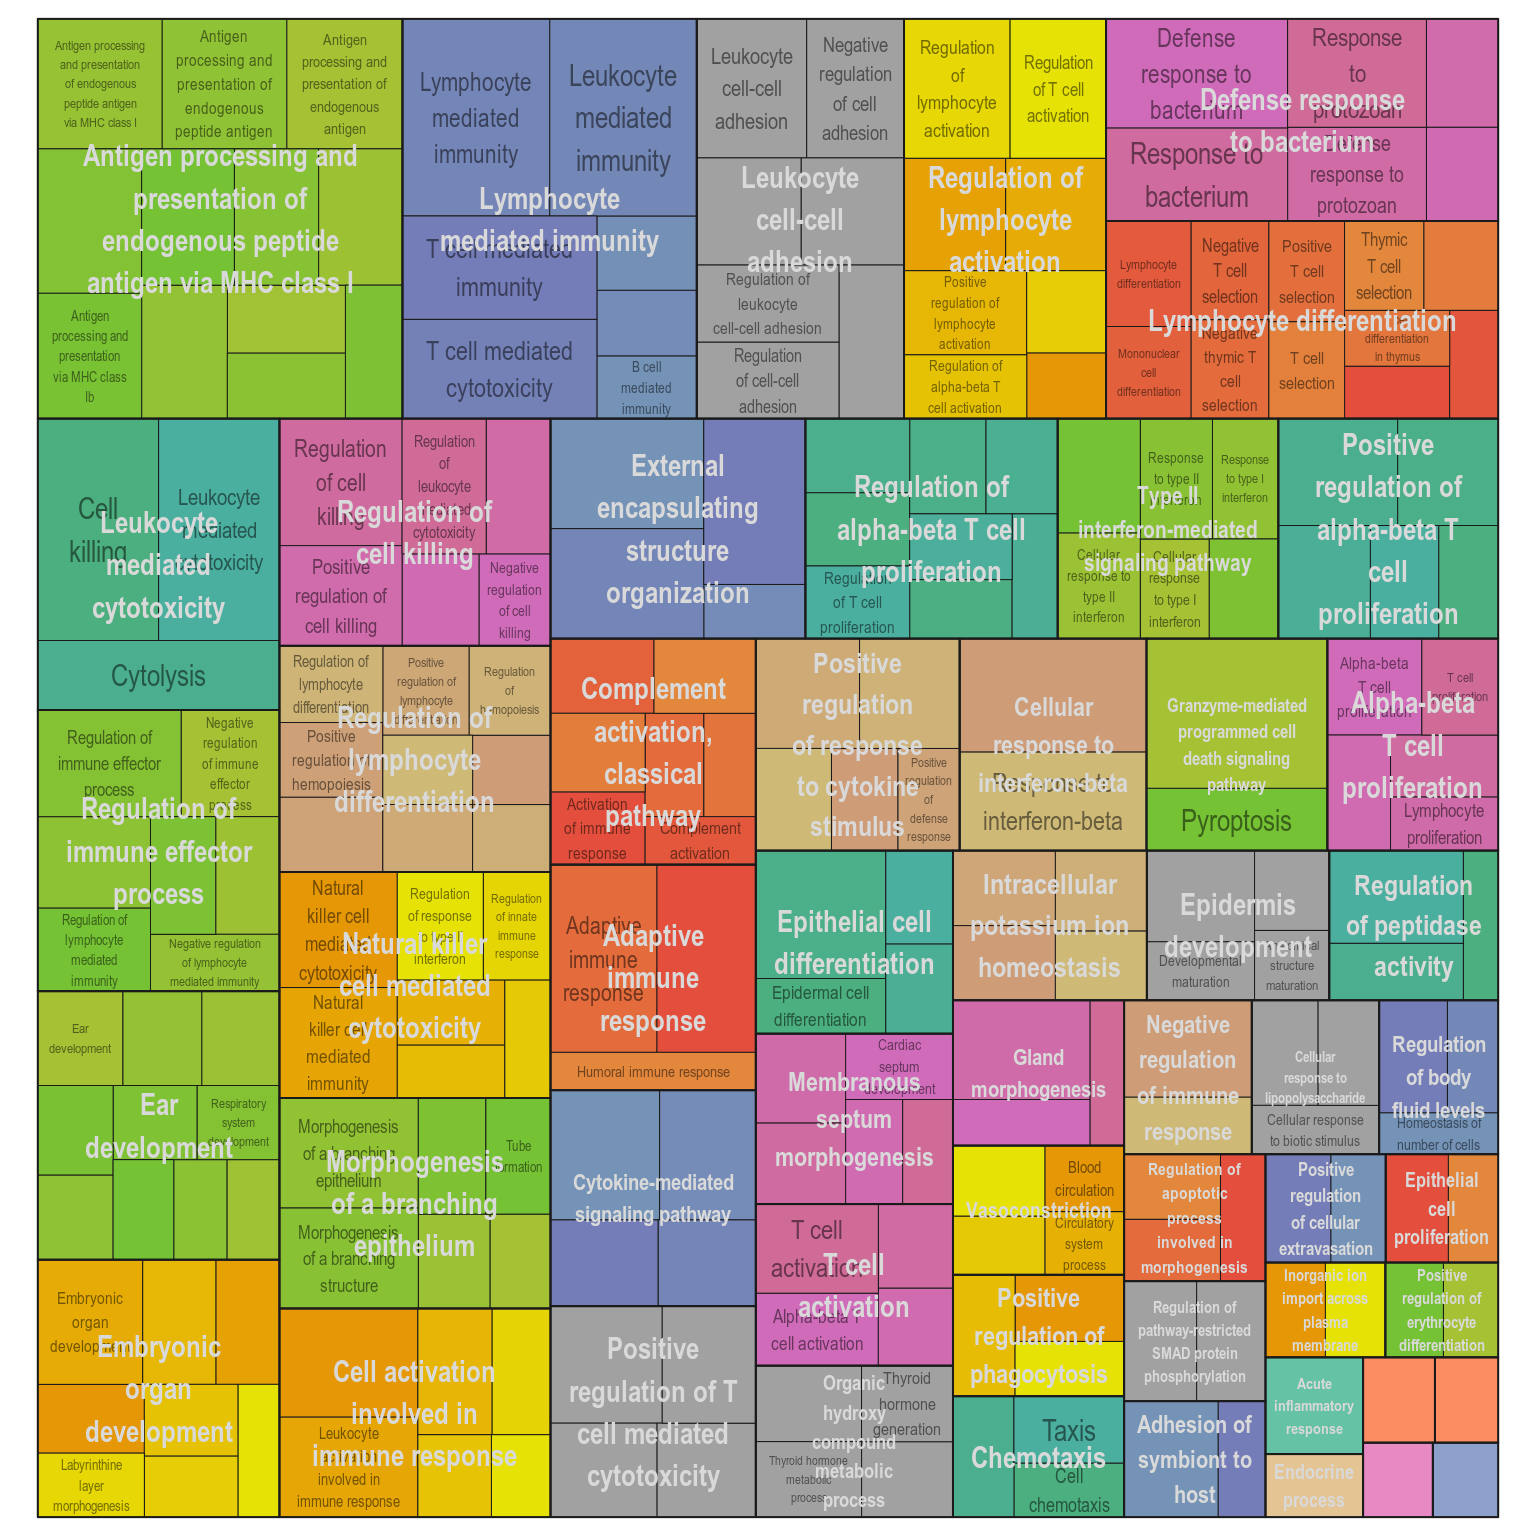 Antigen processing
and presentation
of endogenous
peptide antigen
via MHC class I
Antigen
processing and
presentation of
endogenous
peptide antigen
Antigen
processing and
presentation of
endogenous
antigen
Antigen processing and
presentation of
endogenous peptide
antigen via MHC class I
Antigen
processing and
presentation
via MHC class
Ib
Lymphocyte
mediated
immunity
Leukocyte
mediated
immunity
Lymphocyte
mediated immunity
T cell mediated
immunity
T cell mediated
cytotoxicity
B cell
mediated
immunity
Leukocyte
cell-cell
adhesion
Negative
regulation
of cell
adhesion
Leukocyte
cell-cell
adhesion
Regulation of
leukocyte
cell-cell adhesion
Regulation
of cell-cell
adhesion
Regulation
of
lymphocyte
activation
Regulation
of T cell
activation
Regulation of
lymphocyte
activation
Positive
regulation of
lymphocyte
activation
Regulation of
alpha-beta T
cell activation
Defense
response to
bacterium
Response
to
protozoan
Defense response
to bacterium
Response to
bacterium
Defense
response to
protozoan
Lymphocyte
differentiation
Negative
T cell
selection
Positive
T cell
selection
Thymic
T cell
selection
Lymphocyte differentiation
Mononuclear
cell
differentiation
Negative
thymic T
cell
selection
T cell
selection
differentiation
in thymus
Cell
killing
Leukocyte
mediated
cytotoxicity
Leukocyte
mediated
cytotoxicity
Cytolysis
Regulation
of cell
killing
Regulation
of
leukocyte
mediated
cytotoxicity
Regulation of
cell killing
Positive
regulation of
cell killing
Negative
regulation
of cell
killing
External
encapsulating
structure
organization
Regulation of
alpha-beta T cell
proliferation
Regulation
of T cell
proliferation
Response
to type II
interferon
Response
to type I
interferon
Type II
interferon-mediated
signaling pathway
Cellular
response to
type II
interferon
Cellular
response
to type I
interferon
Positive
regulation of
alpha-beta T
cell
proliferation
Regulation of
immune effector
process
Negative
regulation
of immune
effector
process
Regulation of
immune effector
process
Regulation of
lymphocyte
mediated
immunity
Negative regulation
of lymphocyte
mediated immunity
Regulation of
lymphocyte
differentiation
Positive
regulation of
lymphocyte
differentiation
Regulation
of
hemopoiesis
Regulation of
lymphocyte
differentiation
Positive
regulation of
hemopoiesis
Complement
activation,
classical
pathway
Activation
of immune
response
Complement
activation
Positive
regulation
of response
to cytokine
stimulus
Positive
regulation
of
defense
response
Cellular
response to
interferon-beta
Response to
interferon-beta
Granzyme-mediated
programmed cell
death signaling
pathway
Pyroptosis
Alpha-beta
T cell
proliferation
T cell
proliferation
Alpha-beta
T cell
proliferation
Lymphocyte
proliferation
Natural
killer cell
mediated
cytotoxicity
Regulation
of response
to type II
interferon
Regulation
of innate
immune
response
Natural killer
cell mediated
cytotoxicity
Natural
killer cell
mediated
immunity
Adaptive
immune
response
Adaptive
immune
response
Humoral immune response
Epithelial cell
differentiation
Epidermal cell
differentiation
Intracellular
potassium ion
homeostasis
Epidermis
development
Developmental
maturation
structure
maturation
Regulation
of peptidase
activity
Ear
development
Ear
development
Respiratory
system
development
Morphogenesis
of a branching
epithelium
Tube
formation
Morphogenesis
of a branching
epithelium
Morphogenesis
of a branching
structure
Cytokine-mediated
signaling pathway
Cardiac
septum
development
Membranous
septum
morphogenesis
Gland
morphogenesis
Negative
regulation
of immune
response
Cellular
response to
lipopolysaccharide
Cellular response
to biotic stimulus
Regulation
of body
fluid levels
Homeostasis of
number of cells
Blood
circulation
Vasoconstriction
Circulatory
system
process
Regulation of
apoptotic
process
involved in
morphogenesis
Positive
regulation
of cellular
extravasation
Epithelial
cell
proliferation
T cell
activation
T cell
activation
Alpha-beta T
cell activation
Embryonic
organ
development
Embryonic
organ
development
Labyrinthine
layer
morphogenesis
Cell activation
involved in
immune response
Leukocyte
activation
involved in
immune response
Positive
regulation of T
cell mediated
cytotoxicity
Organic
hydroxy
compound
metabolic
process
Thyroid
hormone
generation
Thyroid hormone
metabolic
process
Positive
regulation of
phagocytosis
Chemotaxis
Taxis
Cell
chemotaxis
Regulation of
pathway-restricted
SMAD protein
phosphorylation
Inorganic ion
import across
plasma
membrane
Positive
regulation of
erythrocyte
differentiation
Adhesion of
symbiont to
host
Acute
inflammatory
response
Endocrine
process